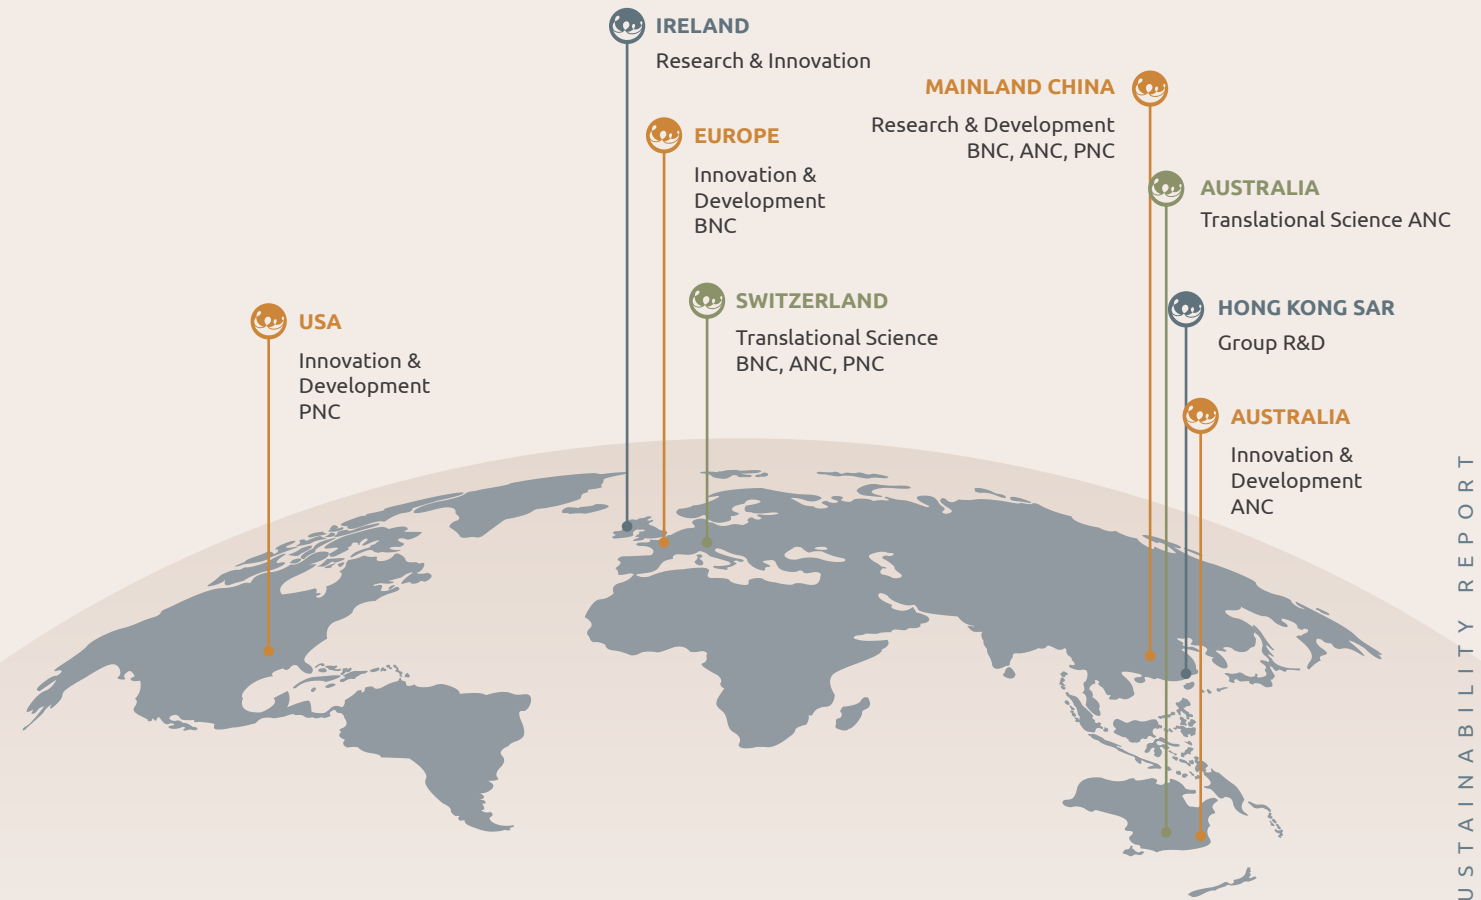 IRELAND
Research & Innovation
MAINLAND CHINA
Research & Development
BNC, ANC, PNC
EUROPE
Innovation &
Development
BNC
AUSTRALIA
Translational Science ANC
SWITZERLAND
Translational Science
BNC, ANC, PNC
HONG KONG SAR
Group R&D
USA
Innovation &
Development
PNC
AUSTRALIA
Innovation &
Development
ANC
USTAINABILITY REPORT